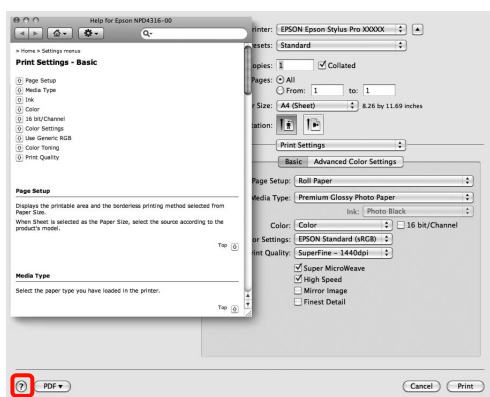 Help for Epson NPD4316-00
> Home > Settings menus
Print Settings - Basic
Page Setup
Media Type
Ink
Color
16 bit/Channel
Color Settings
Use Generic RGB
Color Toning
Print Quality
Page Setup
Displays the printable area and the borderless printing method selected from
Paper Size.
When Sheet is selected as the Paper Size, select the source according to the
product's model.
Top
Media Type
Select the paper type you have loaded in the printer.
Top
rinter: EPSON Epson Stylus Pro XXXXX
resets: Standard
opies: 1 Collated
Pages: All
From: 1 to: 1
r Size: A4 (Sheet) 8.26 by 11.69 inches
tation:
Print Settings
Basic Advanced Color Settings
Page Setup: Roll Paper
Media Type: Premium Glossy Photo Paper
Ink: Photo Black
Color: Color 16 bit/Channel
or Settings: EPSON Standard (sRGB)
rint Quality: SuperFine - 1440dpi
Super MicroWeave
High Speed
Mirror Image
Finest Detail
? PDF Cancel Print